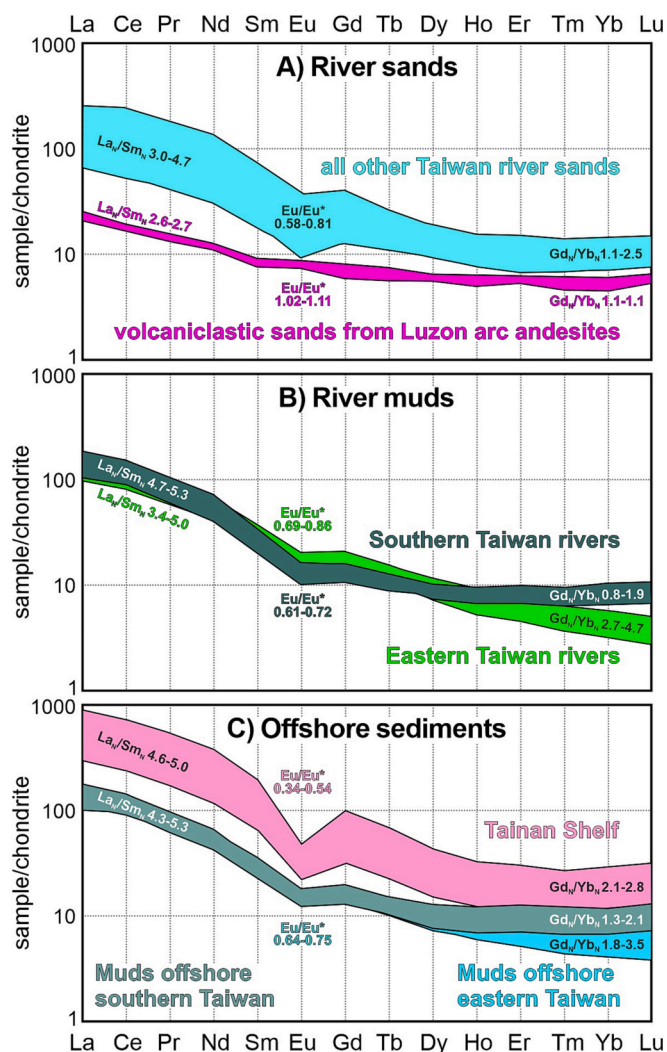 La Ce Pr Nd Sm Eu Gd Tb Dy Ho Er Tm Yb Lu
1000
A) River sands
LaN/SmN 3.0-4.7
100
all other Taiwan river sands
LaN/SmN 2.6-2.7
Eu/Eu*
0.58-0.81
sample/chondrite
10
GdN/YbN 1.1-2.5
Eu/Eu*
1.02-1.11
GdN/YbN 1.1-1.1
volcaniclastic sands from Luzon arc andesites
1
1000
B) River muds
LaN/SmN 4.7-5.3
100
LaN/SmN 3.4-5.0
Eu/Eu*
0.69-0.86
Southern Taiwan rivers
sample/chondrite
10
GdN/YbN 0.8-1.9
Eu/Eu*
0.61-0.72
GdN/YbN 2.7-4.7
Eastern Taiwan rivers
1
1000
C) Offshore sediments
LaN/SmN 4.6-5.0
Eu/Eu*
0.34-0.54
100
LaN/SmN 4.3-5.3
Tainan Shelf
sample/chondrite
GdN/YbN 2.1-2.8
10
GdN/YbN 1.3-2.1
Eu/Eu*
0.64-0.75
GdN/YbN 1.8-3.5
Muds offshore
southern Taiwan
Muds offshore
eastern Taiwan
1
La Ce Pr Nd Sm Eu Gd Tb Dy Ho Er Tm Yb Lu